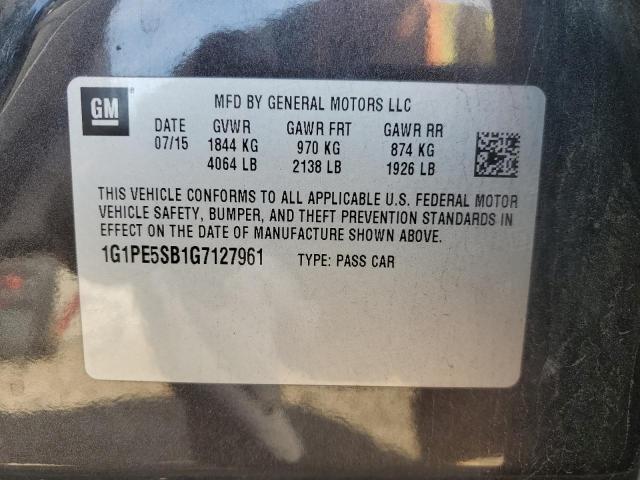 GM
MFD BY GENERAL MOTORS LLC
DATE GVWR GAWR FRT GAWR RR
07/15 1844 KG 970 KG 874 KG
4064 LB 2138 LB 1926 LB
THIS VEHICLE CONFORMS TO ALL APPLICABLE U.S. FEDERAL MOTOR
VEHICLE SAFETY, BUMPER, AND THEFT PREVENTION STANDARDS IN
EFFECT ON THE DATE OF MANUFACTURE SHOWN ABOVE.
1G1PE5SB1G7127961 TYPE: PASS CAR